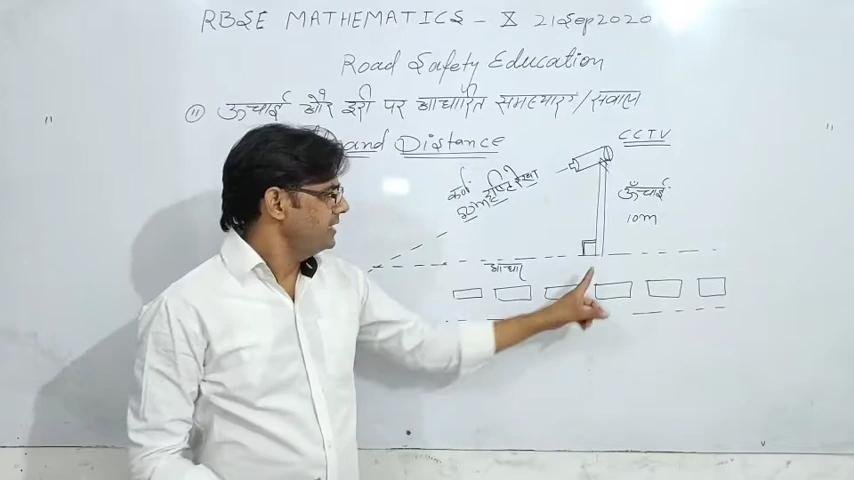 RBSE MATHEMATICS - X 21 Sep 2020
Road Safety Education
11 ऊंचाई और दूरी पर आधारित समस्याएं/सवाल
and Distance
CCTV
कर्ण
दृष्टि रेखा
ऊँचाई
10m
आधार